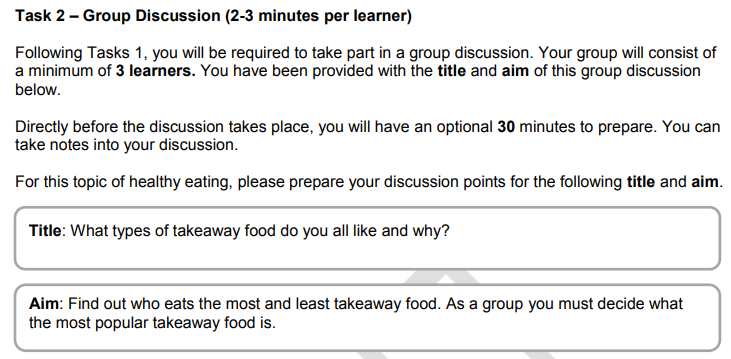 Task 2 – Group Discussion (2-3 minutes per learner)
Following Tasks 1, you will be required to take part in a group discussion. Your group will consist of
a minimum of 3 learners. You have been provided with the title and aim of this group discussion
below.
Directly before the discussion takes place, you will have an optional 30 minutes to prepare. You can
take notes into your discussion.
For this topic of healthy eating, please prepare your discussion points for the following title and aim.
Title: What types of takeaway food do you all like and why?
Aim: Find out who eats the most and least takeaway food. As a group you must decide what
the most popular takeaway food is.